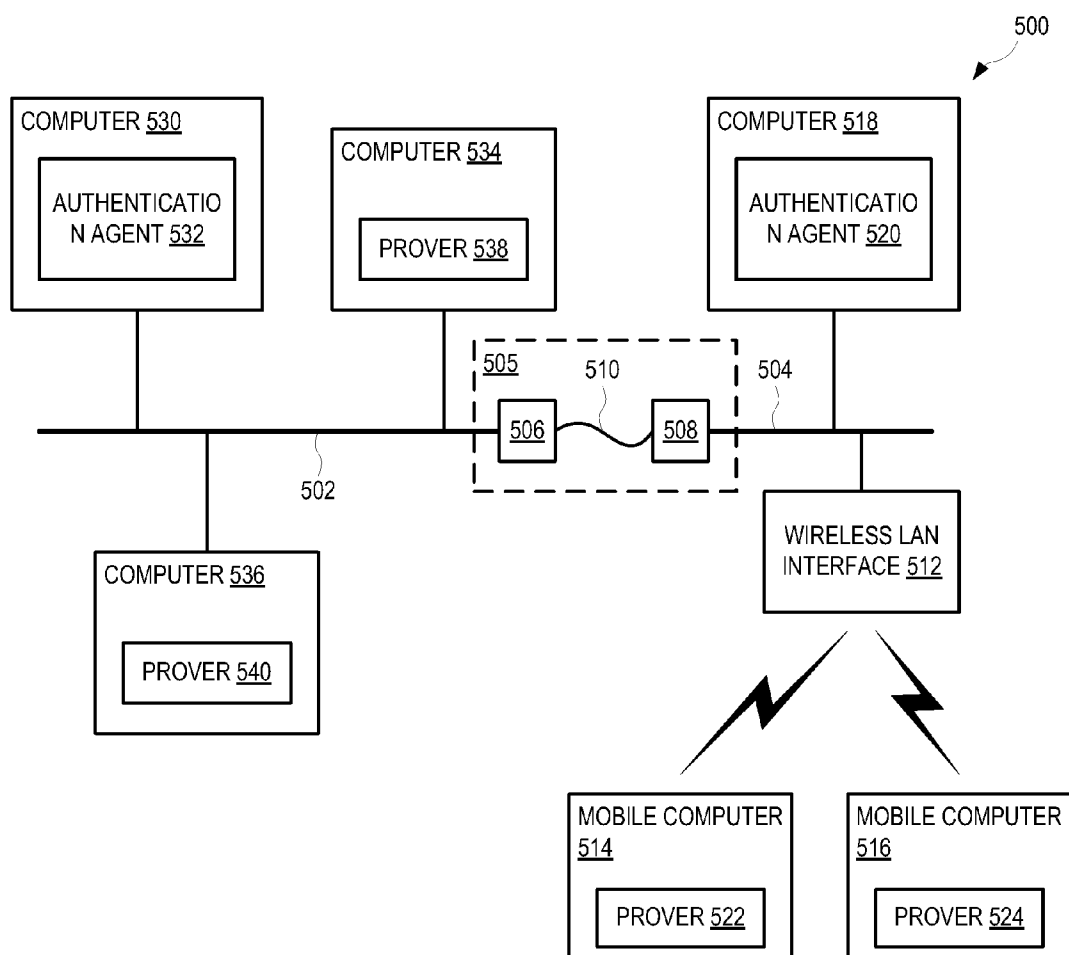 500
COMPUTER 530
AUTHENTICATIO
N AGENT 532
COMPUTER 534
PROVER 538
COMPUTER 518
AUTHENTICATIO
N AGENT 520
505
510
504
506
508
502
COMPUTER 536
PROVER 540
WIRELESS LAN
INTERFACE 512
MOBILE COMPUTER
514
PROVER 522
MOBILE COMPUTER
516
PROVER 524